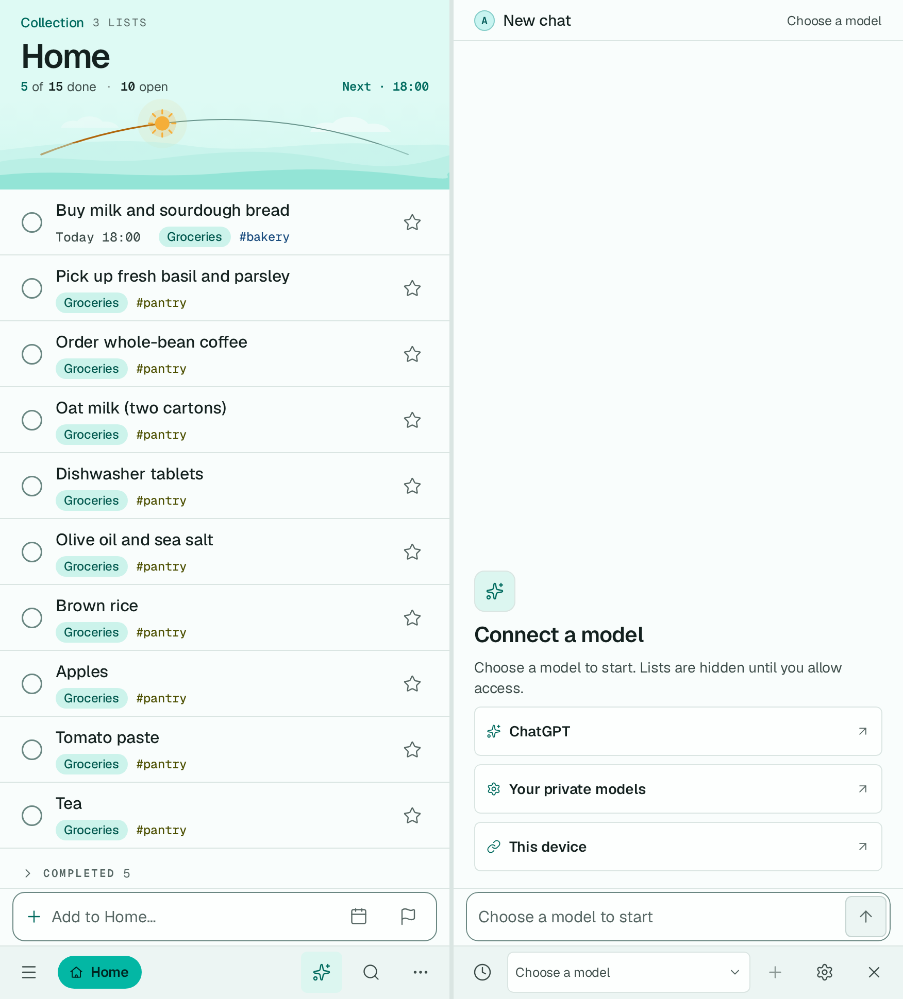 Collection 3 LISTS
Home
5 of 15 done · 10 open
Next · 18:00
Buy milk and sourdough bread
Today 18:00 Groceries #bakery
Pick up fresh basil and parsley
Groceries #pantry
Order whole-bean coffee
Groceries #pantry
Oat milk (two cartons)
Groceries #pantry
Dishwasher tablets
Groceries #pantry
Olive oil and sea salt
Groceries #pantry
Brown rice
Groceries #pantry
Apples
Groceries #pantry
Tomato paste
Groceries #pantry
Tea
Groceries #pantry
COMPLETED 5
Add to Home...
Home
A New chat
Choose a model
Connect a model
Choose a model to start. Lists are hidden until you allow
access.
ChatGPT
Your private models
This device
Choose a model to start
Choose a model